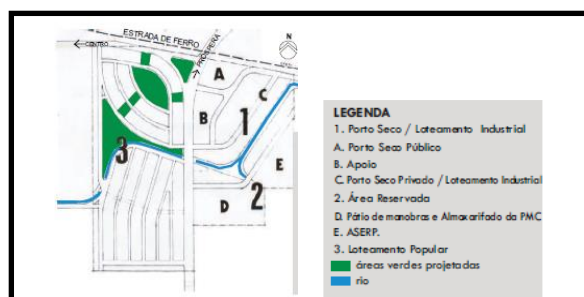 ESTRADA DE FERRO
N
CENTRO
PRÓSPERA
A
C
B
1
3
E
2
D
LEGENDA
1. Porto Seco / Loteamento Industrial
A. Porto Seco Público
B. Apoio
C. Porto Seco Privado / Loteamento Industrial
2. Área Reservada
D. Pátio de manobras e Almoxarifado da PMC
E. ASERP.
3. Loteamento Popular
áreas verdes projetadas
rio